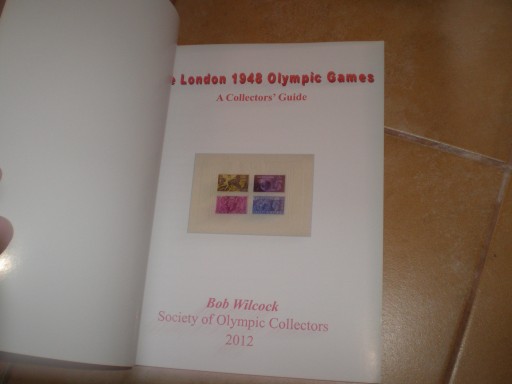 e London 1948 Olympic Games
A Collectors' Guide
Bob Wilcock
Society of Olympic Collectors
2012